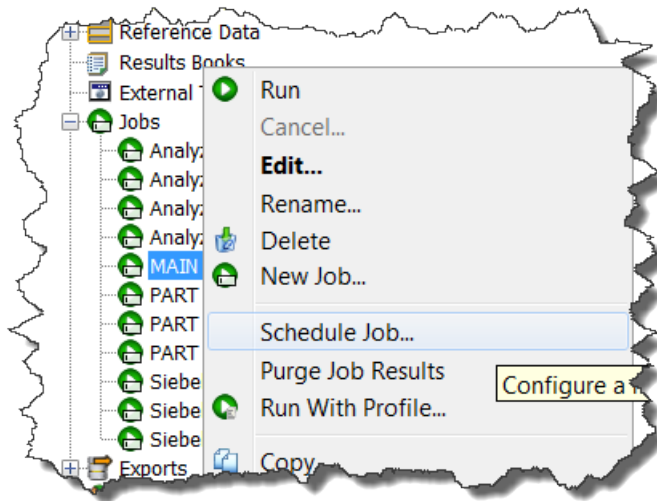 Reference Data
Results Books
External
Jobs
MAIN
PART
PART
PART
Run
Cancel...
Edit...
Rename...
Delete
New Job...
Schedule Job...
Purge Job Results
Run With Profile...
Copy
Configure a
Exports